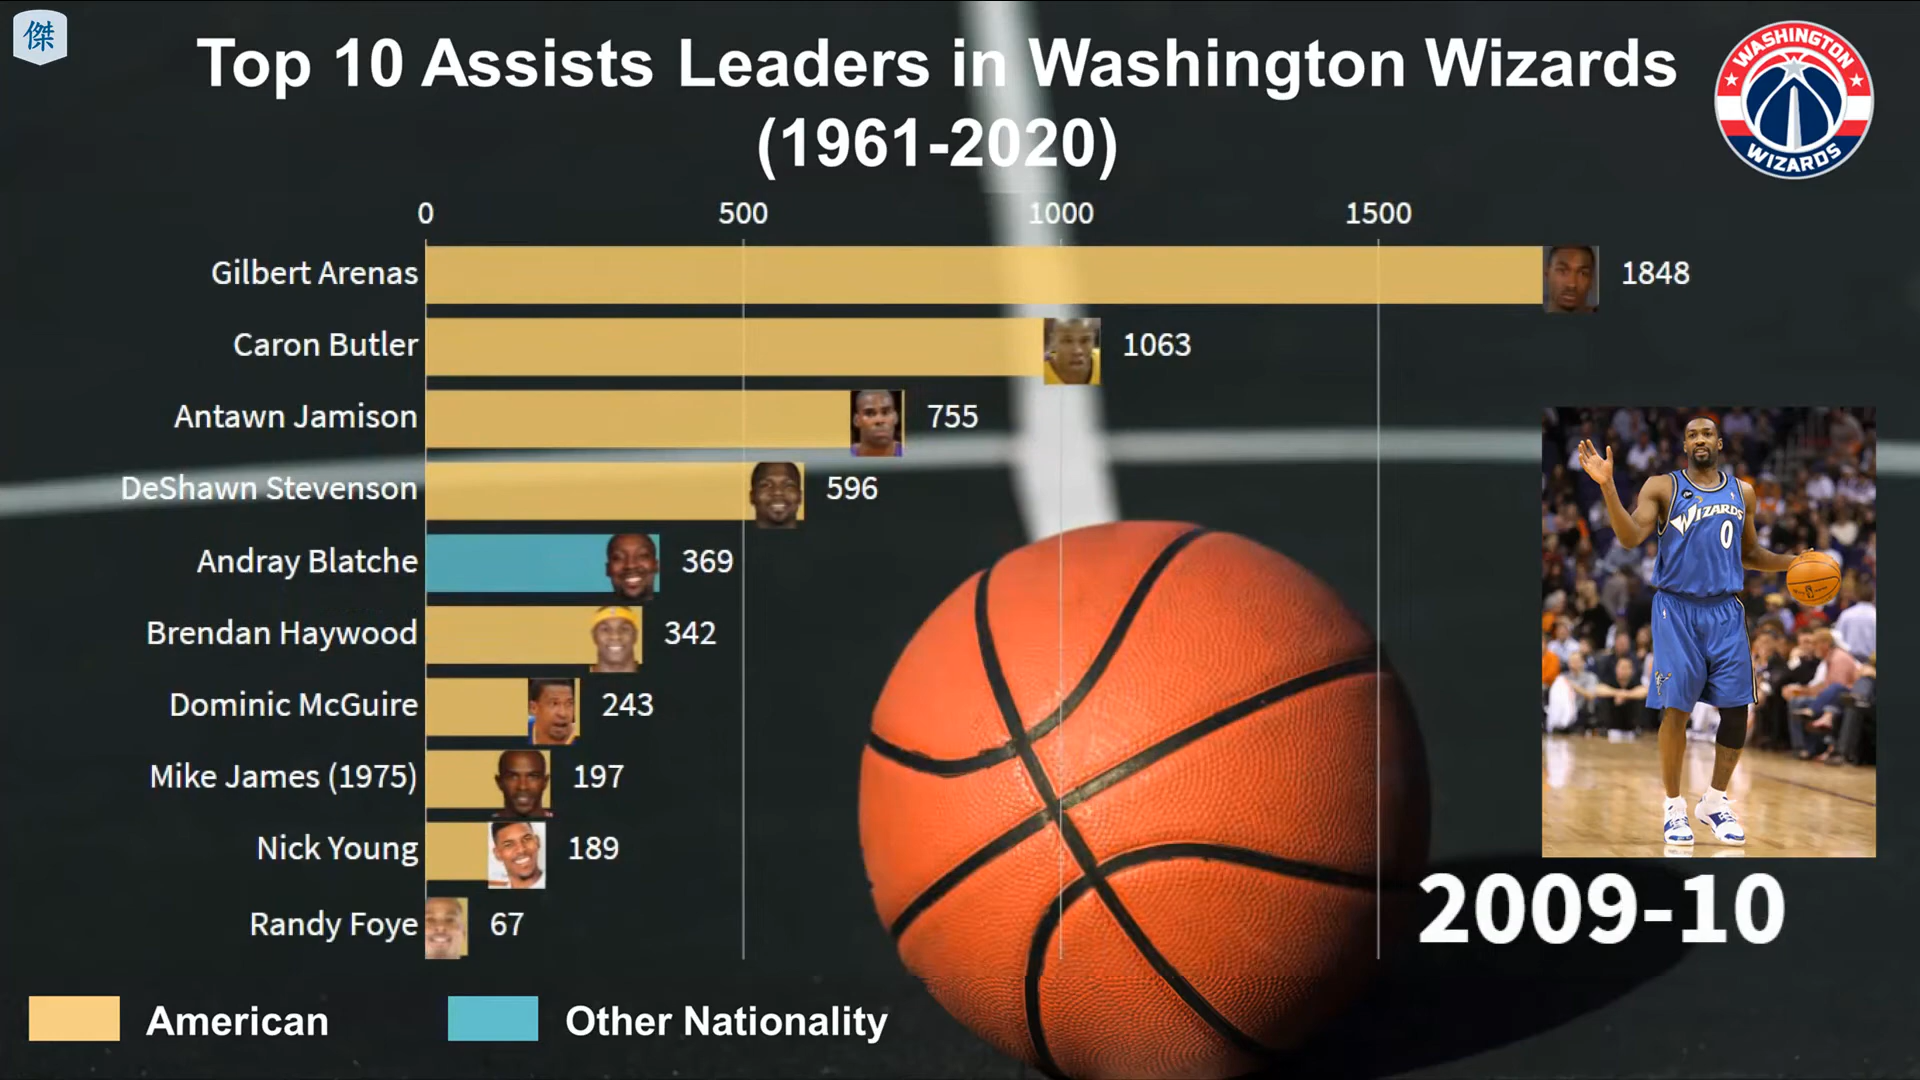 傑
Top 10 Assists Leaders in Washington Wizards
(1961-2020)
WASHINGTON
WIZARDS
0 500 1000 1500
Gilbert Arenas 1848
Caron Butler 1063
Antawn Jamison 755
DeShawn Stevenson 596
Andray Blatche 369
Brendan Haywood 342
Dominic McGuire 243
Mike James (1975) 197
Nick Young 189
Randy Foye 67
WIZARDS
0
2009-10
American
Other Nationality